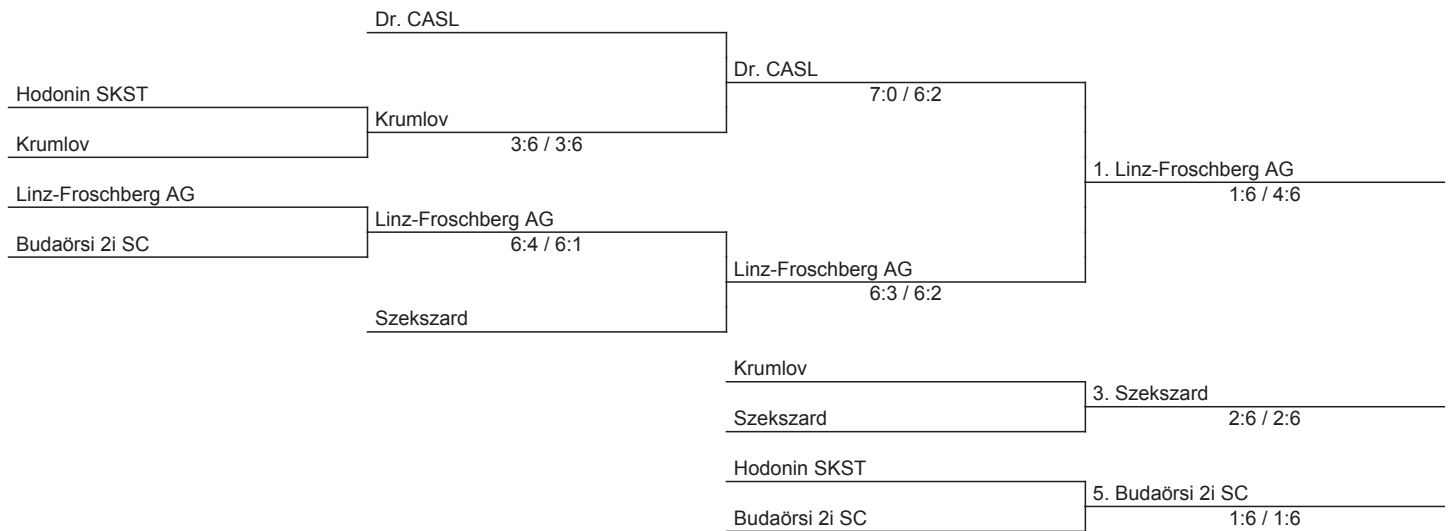 Dr. CASL
Dr. CASL
7:0 / 6:2
Hodonin SKST
Krumlov
3:6 / 3:6
Krumlov
1. Linz-Froschberg AG
1:6 / 4:6
Linz-Froschberg AG
Linz-Froschberg AG
6:4 / 6:1
Budaörsi 2i SC
Linz-Froschberg AG
6:3 / 6:2
Szekszard
Krumlov
3. Szekszard
2:6 / 2:6
Szekszard
Hodonin SKST
5. Budaörsi 2i SC
1:6 / 1:6
Budaörsi 2i SC